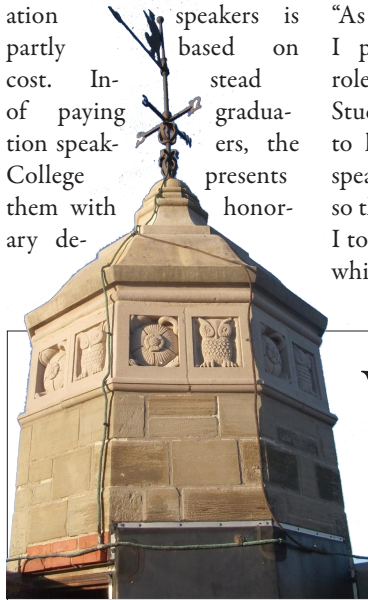 ation speakers is
partly based on
cost. In- stead
of paying gradua-
tion speak- ers, the
College presents
them with honor-
ary de-
“As
I p
role
Stud
to h
spea
so th
I to
whi